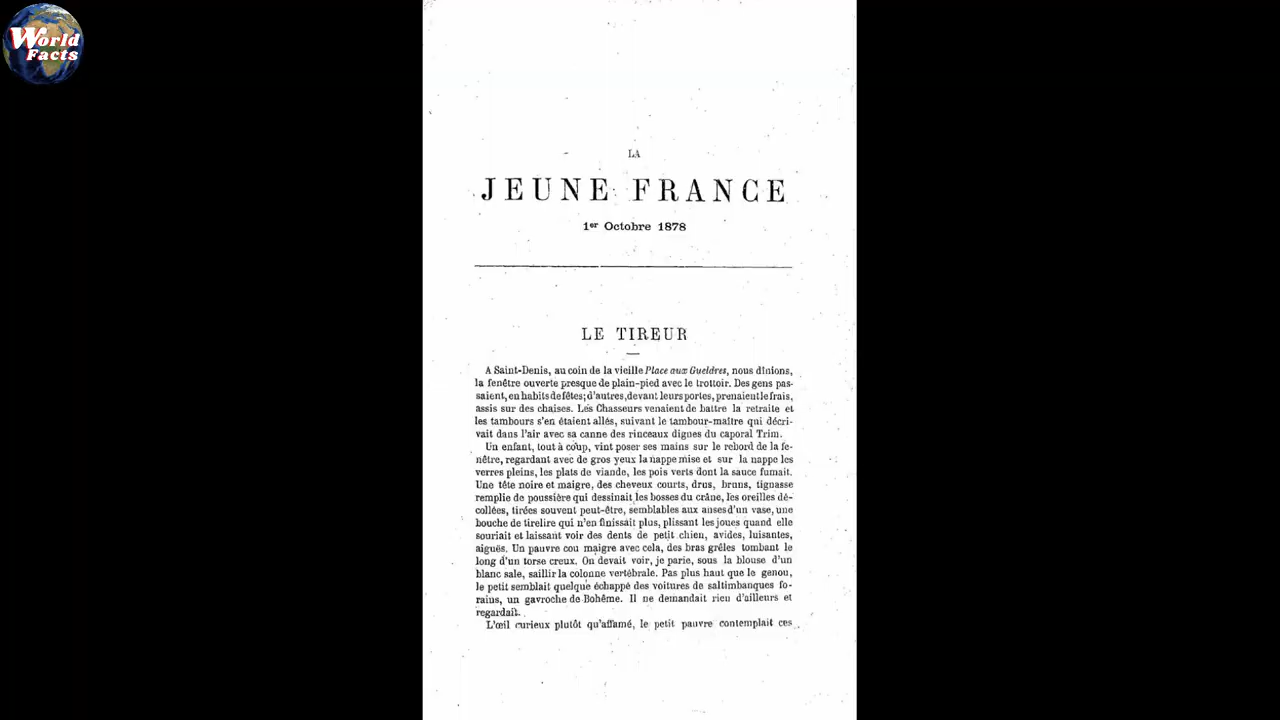 World
Facts
LA
JEUNE FRANCE
1er Octobre 1878
LE TIREUR
A Saint-Denis, au coin de la vieille Place aux Gueldres, nous dînions,
la fenêtre ouverte presque de plain-pied avec le trottoir. Des gens pas-
saient, en habits de fêtes; d'autres, devant leurs portes, prenaient le frais,
assis sur des chaises. Les Chasseurs venaient de battre la retraite et
les tambours s'en étaient allés, suivant le tambour-maître qui décri-
vait dans l'air avec sa canne des rinceaux dignes du caporal Trim.
Un enfant, tout à coup, vint poser ses mains sur le rebord de la fe-
nêtre, regardant avec de gros yeux la nappe mise et sur la nappe les
verres pleins, les plats de viande, les pois verts dont la sauce fumait.
Une tête noire et maigre, des cheveux courts, drus, bruns, tignasse
remplie de poussière qui dessinait les bosses du crâne, les oreilles dé-
collées, tirées souvent peut-être, semblables aux anses d'un vase, une
bouche de tirelire qui n'en finissait plus, plissant les joues quand elle
souriait et laissant voir des dents de petit chien, avides, luisantes,
aiguës. Un pauvre cou maigre avec cela, des bras grêles tombant le
long d'un torse creux. On devait voir, je parie, sous la blouse d'un
blanc sale, saillir la colonne vertébrale. Pas plus haut que le genou,
le petit semblait quelque échappé des voitures de saltimbanques fo-
rains, un gavroche de Bohême. Il ne demandait rien d'ailleurs et
regardait.
L'œil curieux plutôt qu'affamé, le petit pauvre contemplait ces